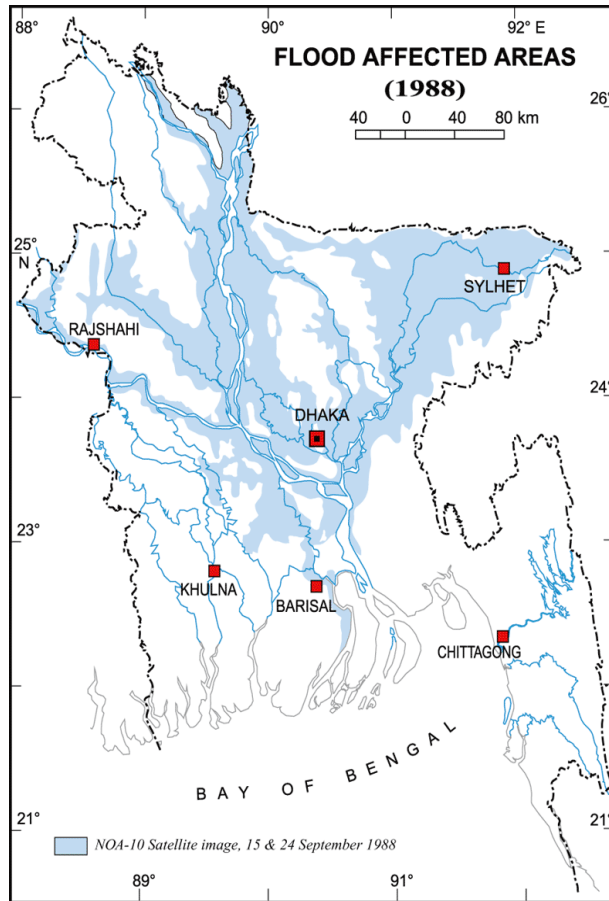 88°
90°
92° E
FLOOD AFFECTED AREAS
(1988)
40 0 40 80 km
26°
25°
N
SYLHET
RAJSHAHI
24°
DHAKA
23°
KHULNA
BARISAL
CHITTAGONG
BAY OF BENGAL
21°
21°
NOA-10 Satellite image, 15 & 24 September 1988
89°
91°